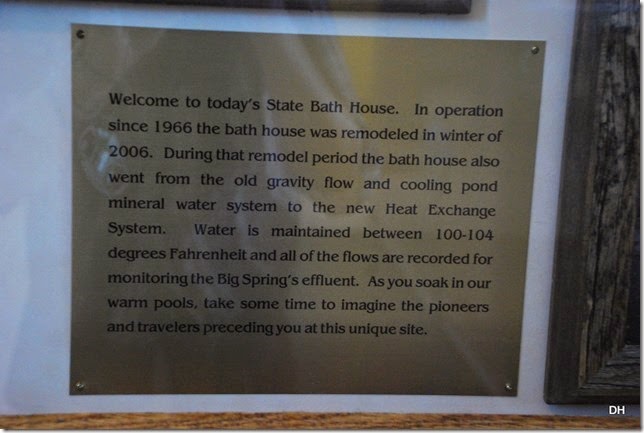 Welcome to today's State Bath House. In operation
since 1966 the bath house was remodeled in winter of
2006. During that remodel period the bath house also
went from the old gravity flow and cooling pond
mineral water system to the new Heat Exchange
System. Water is maintained between 100-104
degrees Fahrenheit and all of the flows are recorded for
monitoring the Big Spring's effluent. As you soak in our
warm pools, take some time to imagine the pioneers
and travelers preceding you at this unique site.
DH